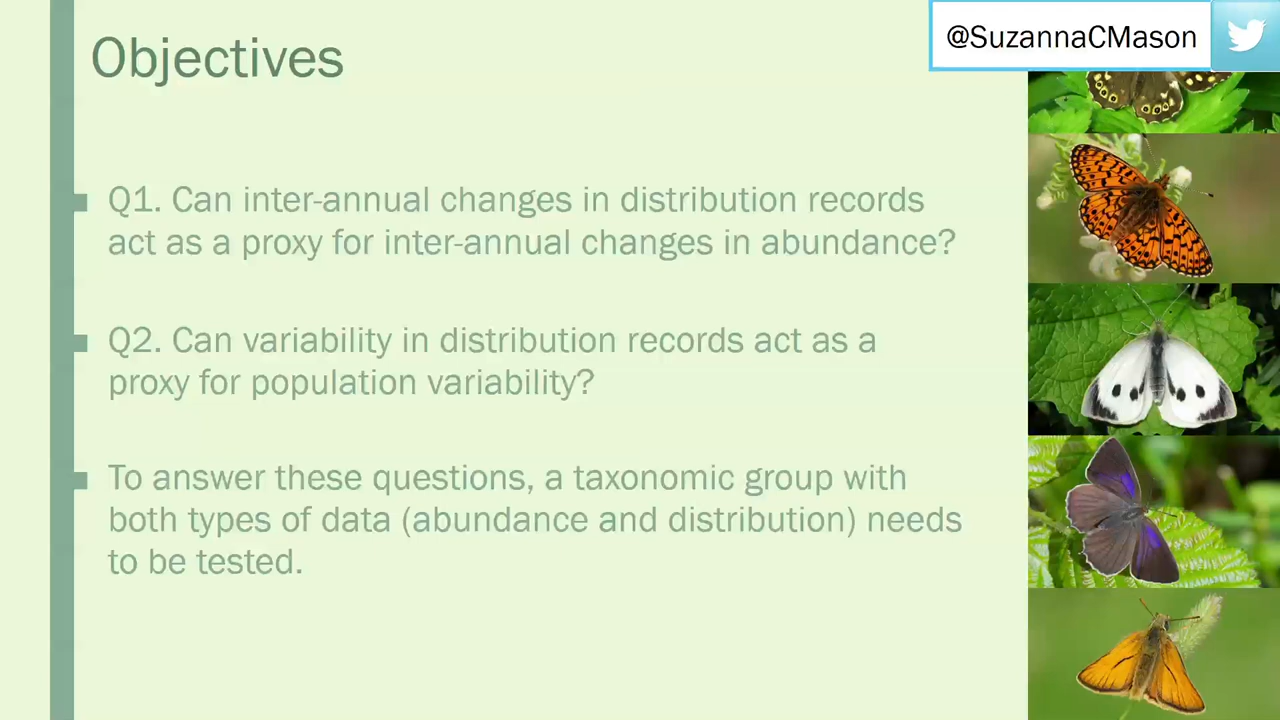 Objectives
@SuzannaCMason
Q1. Can inter-annual changes in distribution records
act as a proxy for inter-annual changes in abundance?
Q2. Can variability in distribution records act as a
proxy for population variability?
To answer these questions, a taxonomic group with
both types of data (abundance and distribution) needs
to be tested.